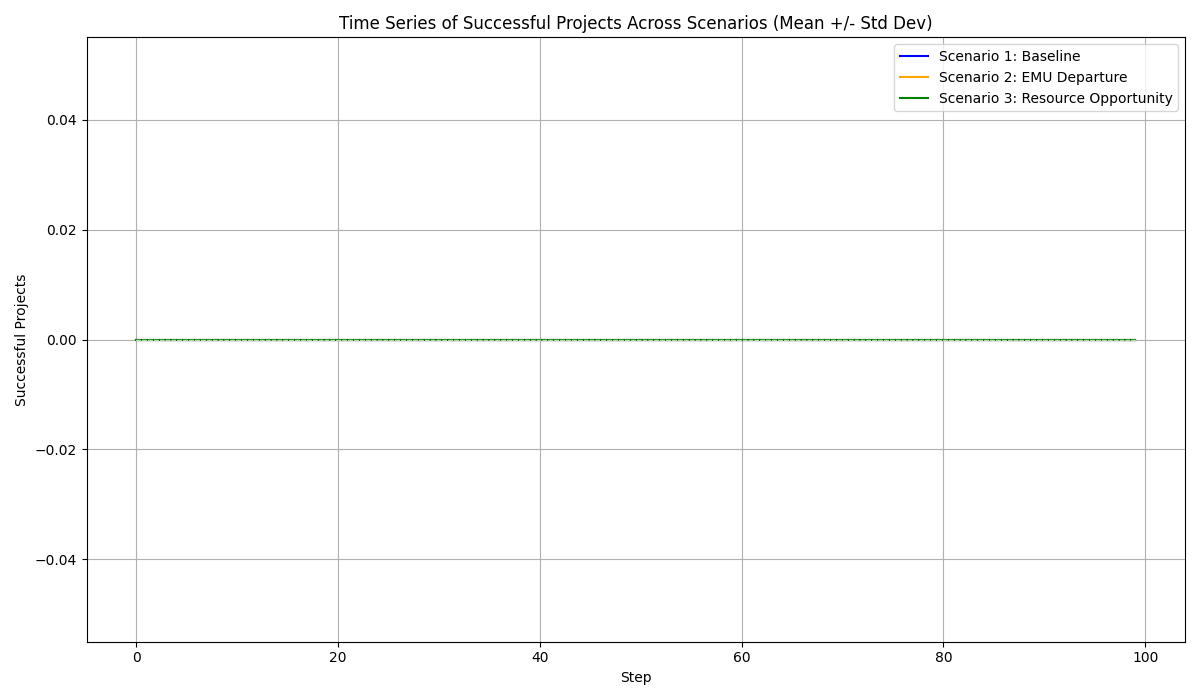 Time Series of Successful Projects Across Scenarios (Mean +/- Std Dev)
Scenario 1: Baseline
Scenario 2: EMU Departure
Scenario 3: Resource Opportunity
Successful Projects
0.04
0.02
0.00
−0.02
−0.04
0 20 40 60 80 100
Step